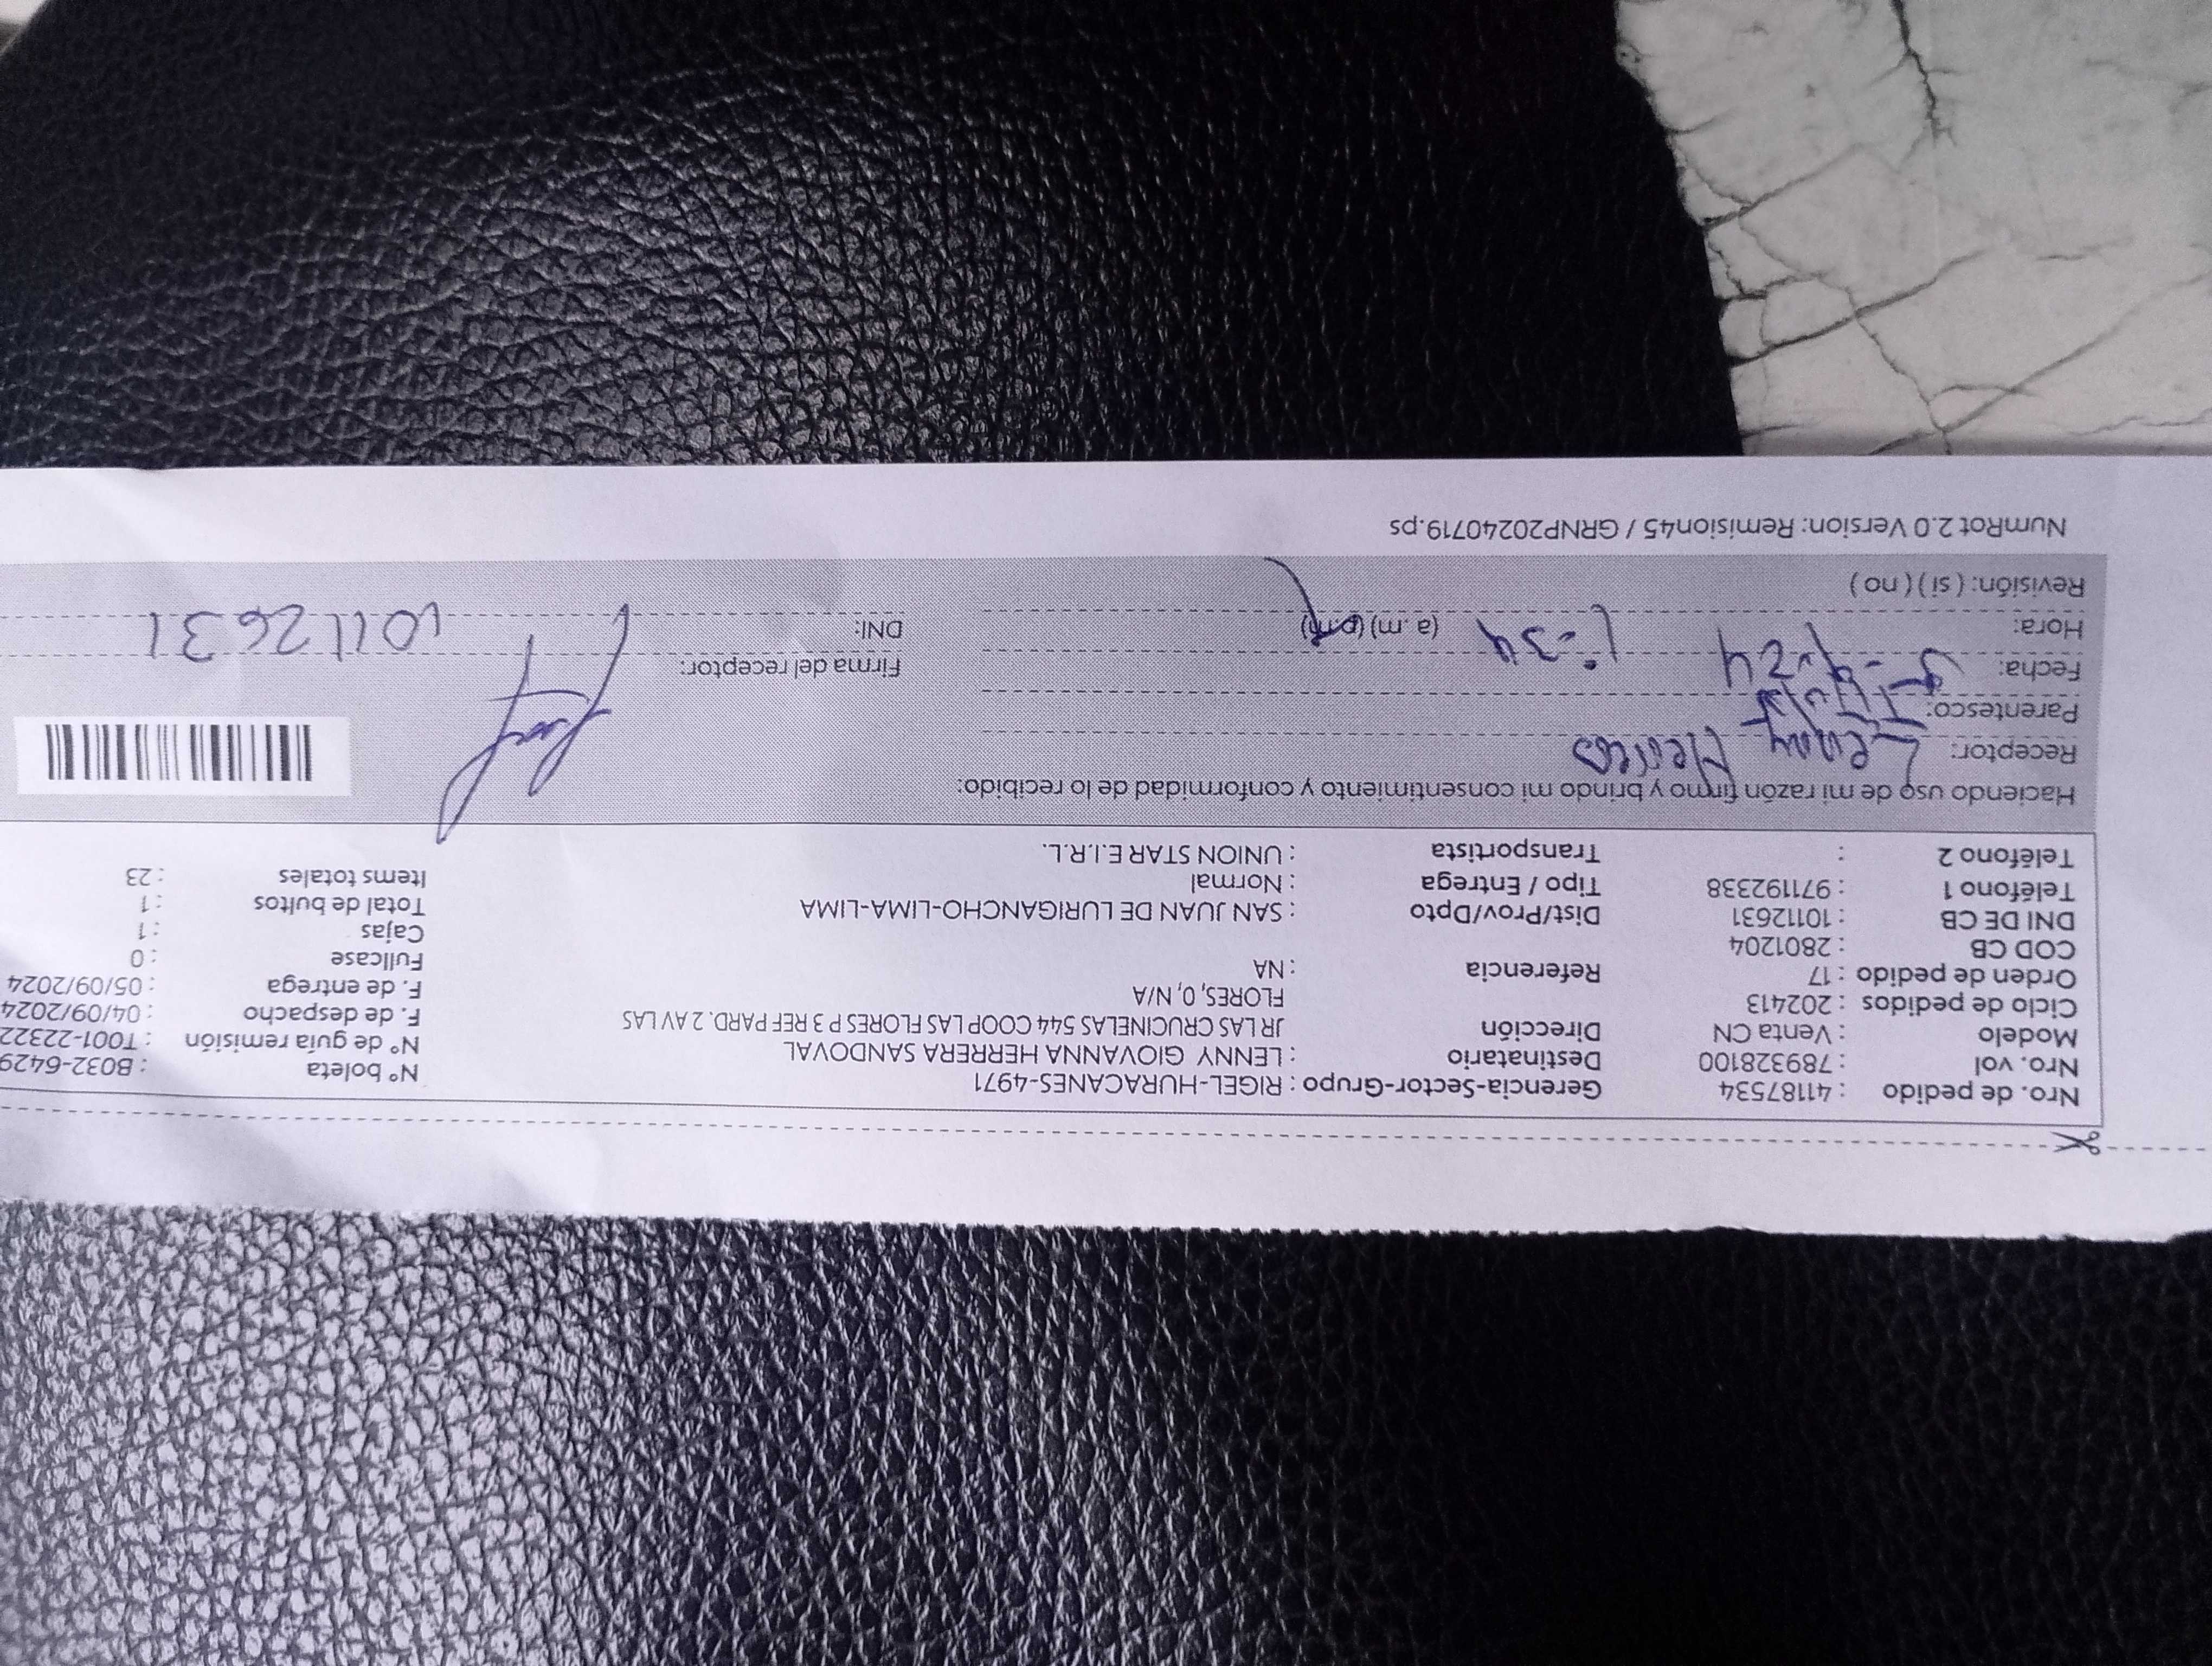 Nro. de pedido : 41187534 Gerencia-Sector-Grupo : RIGEL-HURACANES-4971 N° boleta : B032-6429
Nro. vol : 789328100 Destinatario : LENNY GIOVANNA HERRERA SANDOVAL N° de guía remisión : T001-22322
Modelo : Venta CN Dirección JR LAS CRUCINELAS 544 COOP LAS FLORES P 3 REF PARD. 2 AV LAS F. de despacho : 04/09/2024
Ciclo de pedidos : 202413 FLORES, 0, N/A F. de entrega : 05/09/2024
Orden de pedido : 17 Referencia : NA Fullcase : 0
COD CB : 2801204 Cajas : 1
DNI DE CB : 10112631 Dist/Prov/Dpto : SAN JUAN DE LURIGANCHO-LIMA-LIMA Total de bultos : 1
Teléfono 1 : 971192338 Tipo / Entrega : Normal Items totales : 23
Teléfono 2 : Transportista : UNION STAR E.I.R.L.
Haciendo uso de mi razón firmo y brindo mi consentimiento y conformidad de lo recibido:
Receptor: Lenny
Parentesco:
Fecha: Firma del receptor:
Hora: 1:34 (a. m) (p.m) DNI: 10112631
Revisión: ( si ) ( no )
NumRot 2.0 Version: Remision45 / GRNP20240719.ps